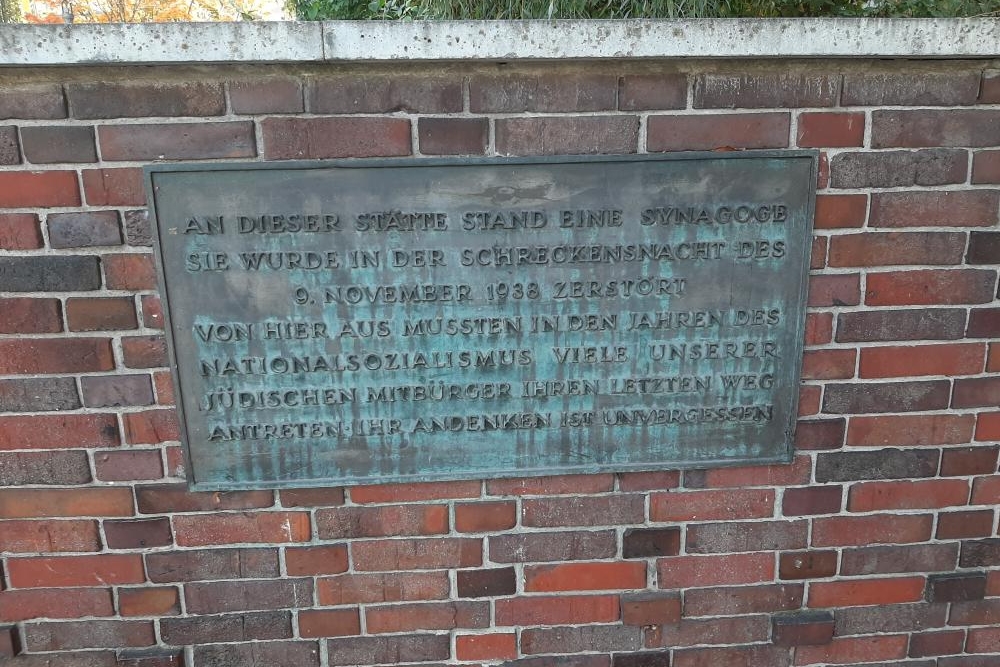 AN DIESER STÄTTE STAND EINE SYNAGOGE
SIE WURDE IN DER SCHRECKENSNACHT DES
9. NOVEMBER 1938 ZERSTÖRT
VON HIER AUS MUSSTEN IN DEN JAHREN DES
NATIONALSOZIALISMUS VIELE UNSERER
JÜDISCHEN MITBÜRGER IHREN LETZTEN WEG
ANTRETEN·IHR ANDENKEN IST UNVERGESSEN